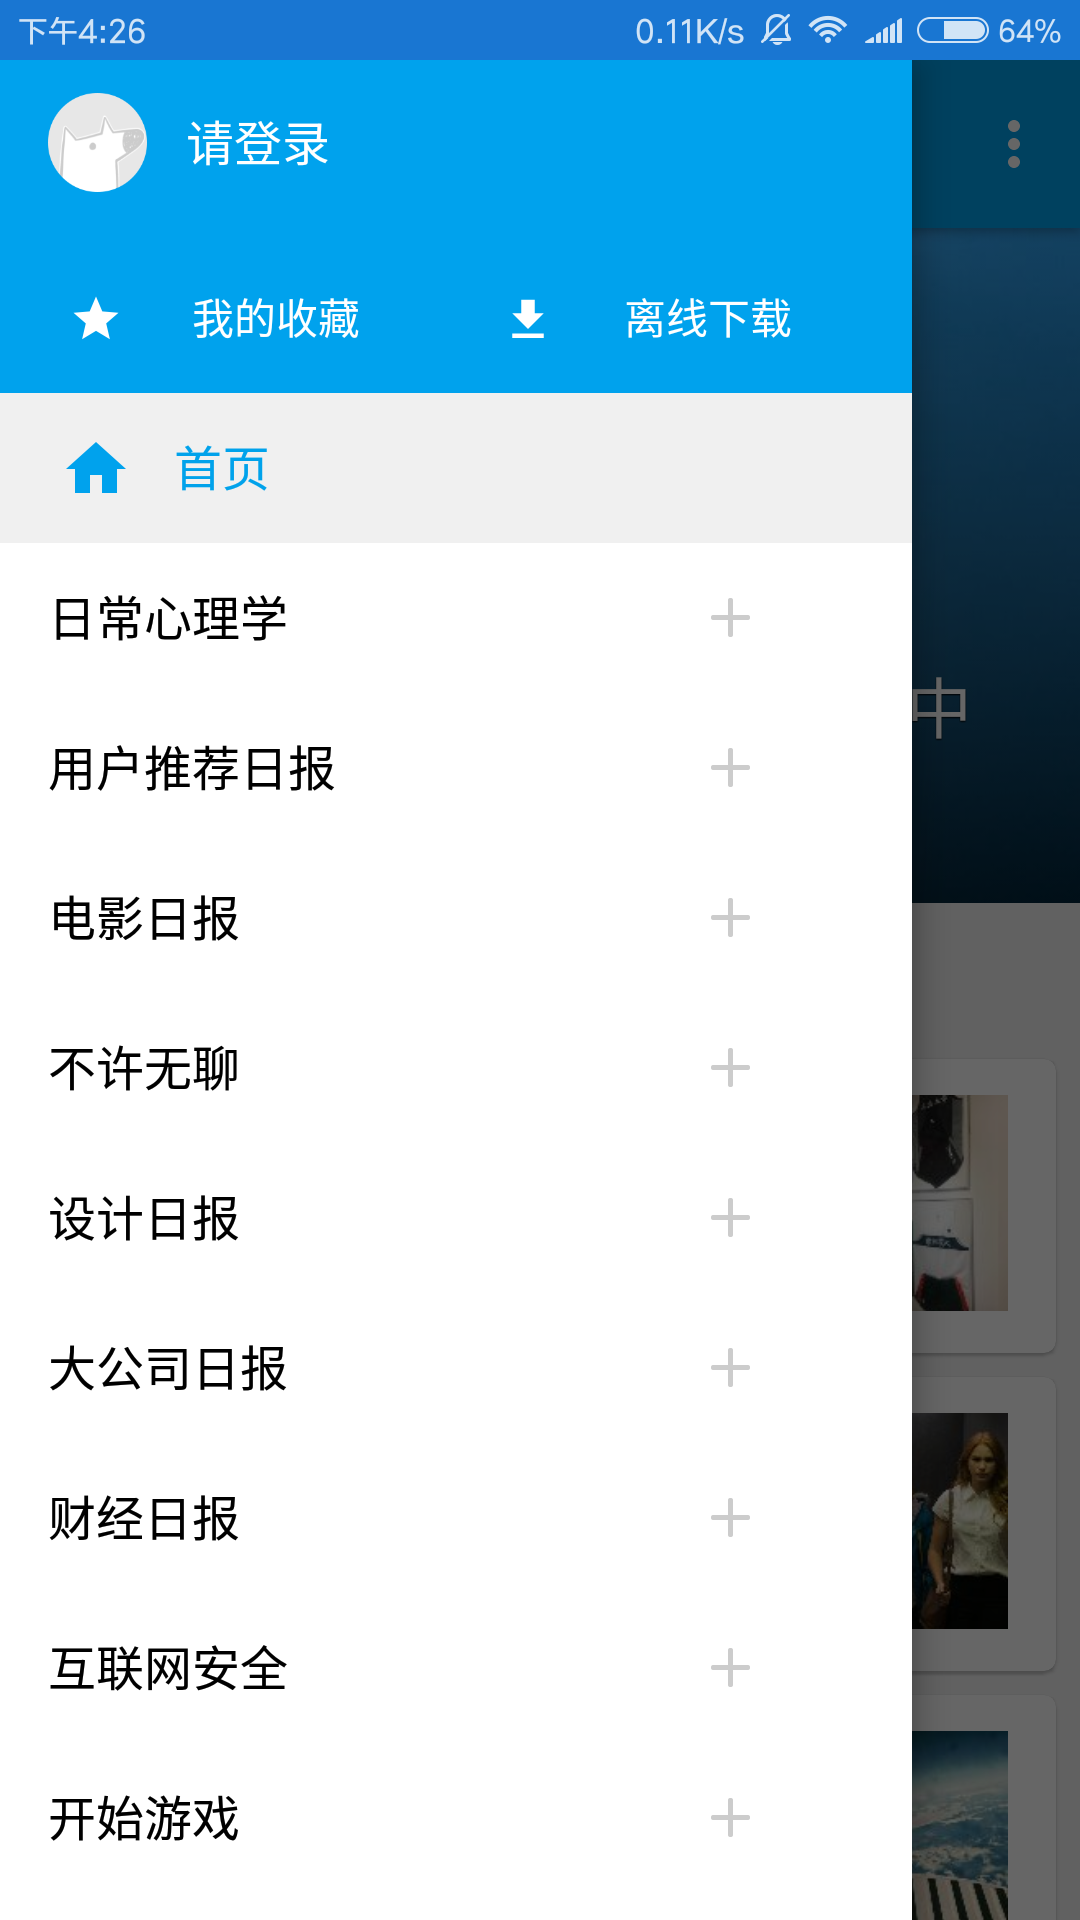 下午4:26 0.11K/s 64%
请登录
我的收藏 离线下载
首页
日常心理学
用户推荐日报
中
电影日报
不许无聊
设计日报
大公司日报
财经日报
互联网安全
开始游戏